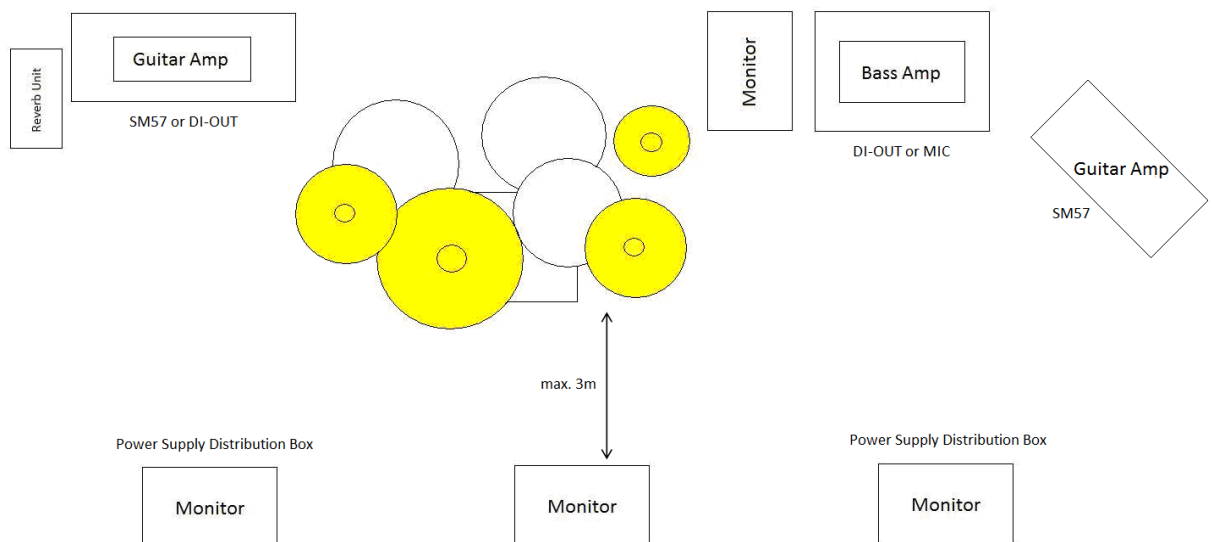 Reverb Unit
Guitar Amp
SM57 or DI-OUT
Monitor
Bass Amp
DI-OUT or MIC
Guitar Amp
SM57
max. 3m
Power Supply Distribution Box
Monitor
Monitor
Power Supply Distribution Box
Monitor